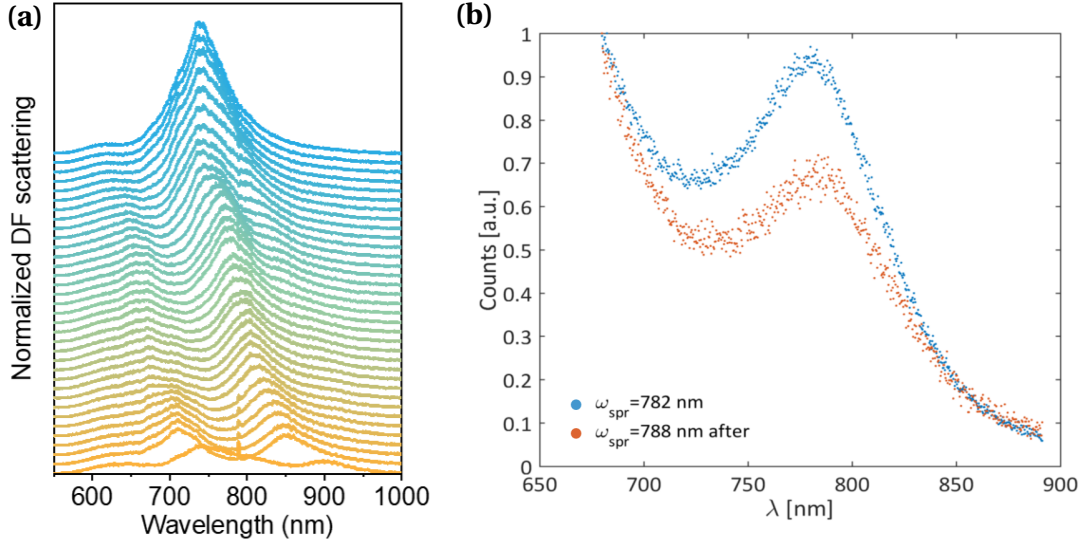 (a)
Normalized DF scattering
600 700 800 900 1000
Wavelength (nm)
(b)
Counts [a.u.]
1
0.9
0.8
0.7
0.6
0.5
0.4
0.3
0.2
0.1
0
ω_spr=782 nm
ω_spr=788 nm after
650 700 750 800 850 900
λ [nm]